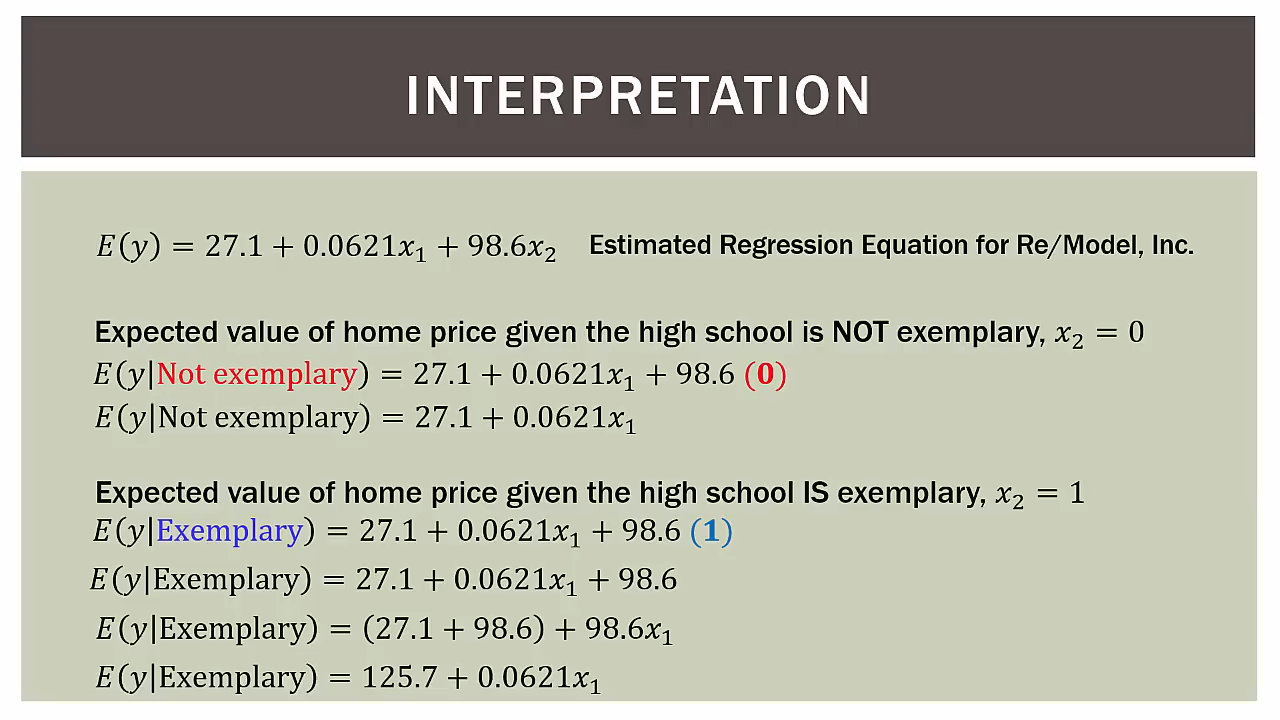 INTERPRETATION
E(y) = 27.1 + 0.0621x₁ + 98.6x₂ Estimated Regression Equation for Re/Model, Inc.
Expected value of home price given the high school is NOT exemplary, x₂ = 0
E(y|Not exemplary) = 27.1 + 0.0621x₁ + 98.6 (0)
E(y|Not exemplary) = 27.1 + 0.0621x₁
Expected value of home price given the high school IS exemplary, x₂ = 1
E(y|Exemplary) = 27.1 + 0.0621x₁ + 98.6 (1)
E(y|Exemplary) = 27.1 + 0.0621x₁ + 98.6
E(y|Exemplary) = (27.1 + 98.6) + 98.6x₁
E(y|Exemplary) = 125.7 + 0.0621x₁